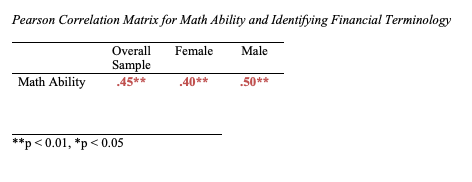 Pearson Correlation Matrix for Math Ability and Identifying Financial Terminology
Overall Sample Female Male
Math Ability .45** .40** .50**
**p < 0.01, *p < 0.05